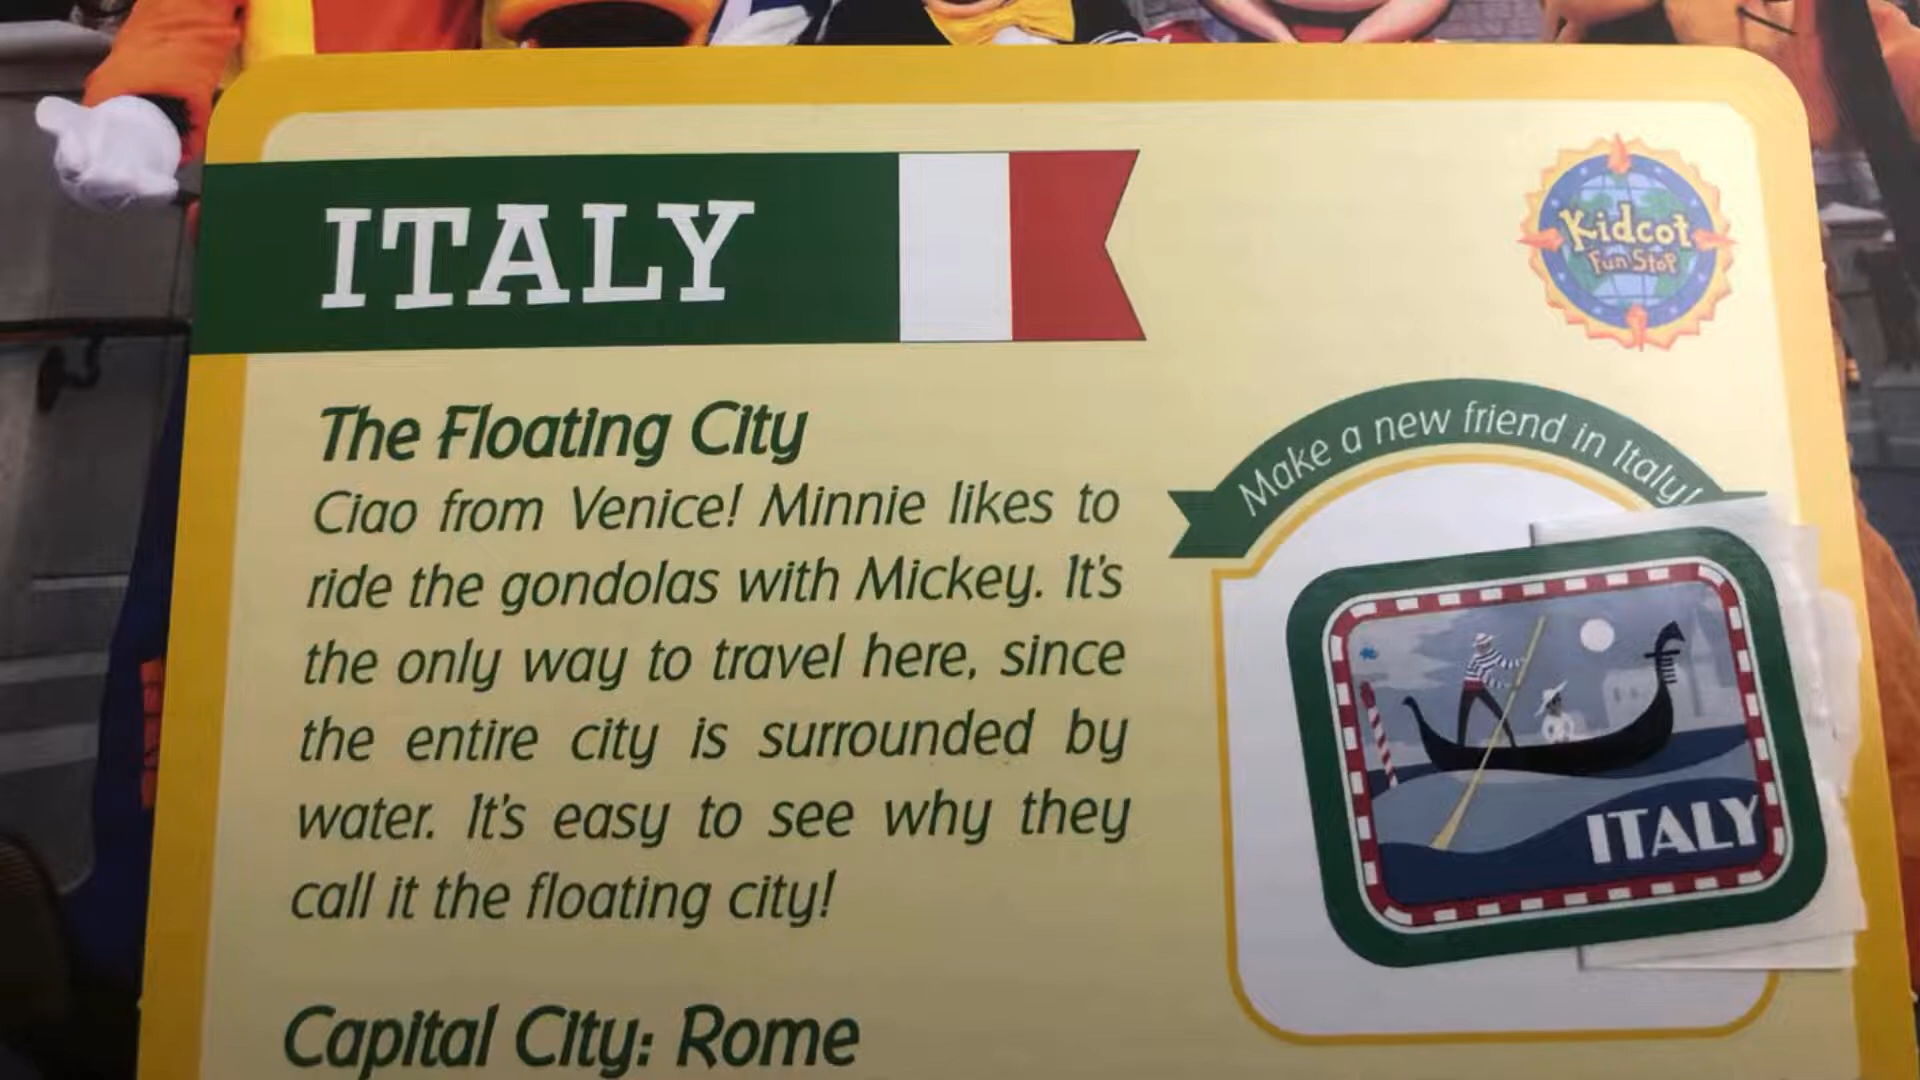 ITALY
Kidcot
Fun Stop
The Floating City
Ciao from Venice! Minnie likes to
ride the gondolas with Mickey. It's
the only way to travel here, since
the entire city is surrounded by
water. It's easy to see why they
call it the floating city!
Make a new friend in Italy!
ITALY
Capital City: Rome